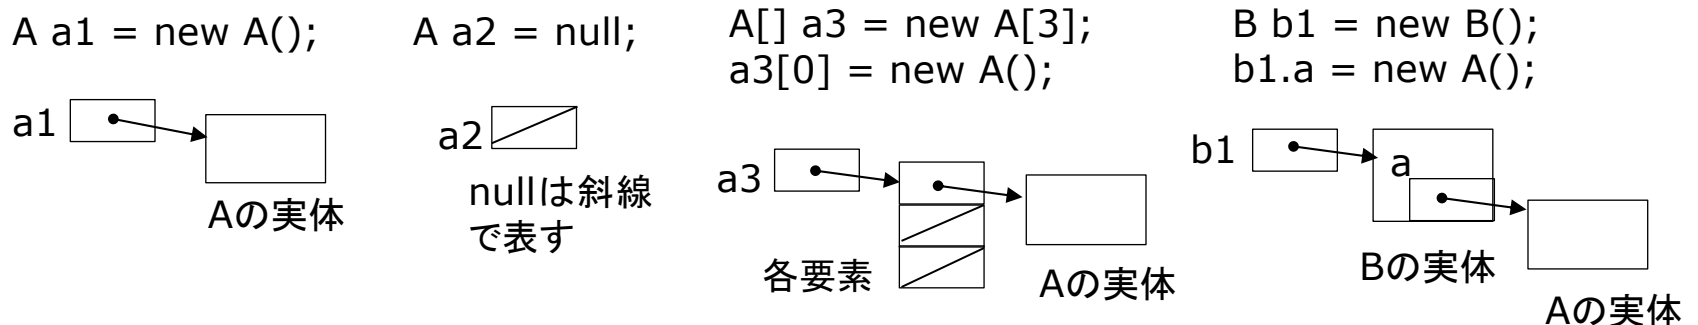 A a1 = new A();
a1
Aの実体
A a2 = null;
a2
nullは斜線
で表す
A[] a3 = new A[3];
a3[0] = new A();
a3
各要素
Aの実体
B b1 = new B();
b1.a = new A();
b1
a
Bの実体
Aの実体